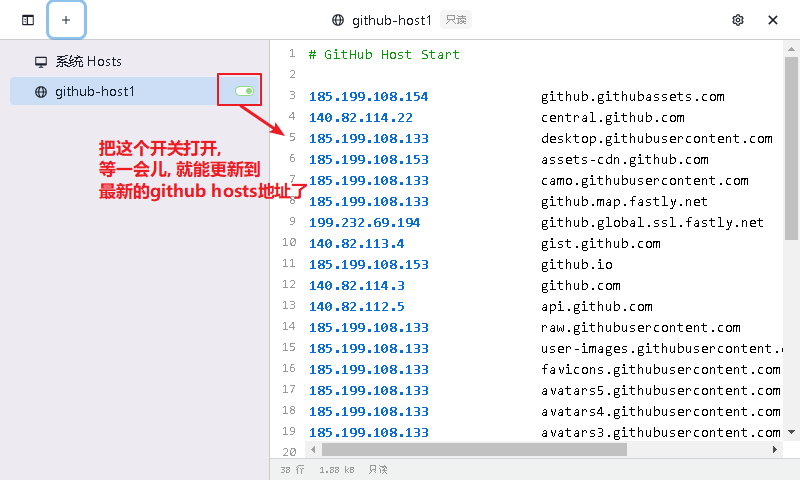 github-host1 只读
系统 Hosts
github-host1
把这个开关打开,
等一会儿, 就能更新到
最新的github hosts地址了
1 # GitHub Host Start
2
3 185.199.108.154 github.githubassets.com
4 140.82.114.22 central.github.com
5 185.199.108.133 desktop.githubusercontent.com
6 185.199.108.153 assets-cdn.github.com
7 185.199.108.133 camo.githubusercontent.com
8 185.199.108.133 github.map.fastly.net
9 199.232.69.194 github.global.ssl.fastly.net
10 140.82.113.4 gist.github.com
11 185.199.108.153 github.io
12 140.82.114.3 github.com
13 140.82.112.5 api.github.com
14 185.199.108.133 raw.githubusercontent.com
15 185.199.108.133 user-images.githubusercontent.
16 185.199.108.133 favicons.githubusercontent.com
17 185.199.108.133 avatars5.githubusercontent.com
18 185.199.108.133 avatars4.githubusercontent.com
19 185.199.108.133 avatars3.githubusercontent.com
20
38 行 1.88 kB 只读